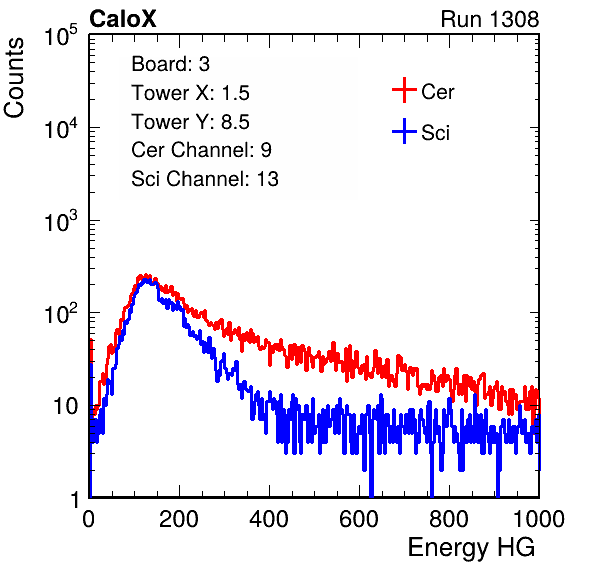 CaloX Run 1308
Counts
10^5
10^4
10^3
10^2
10
1
Board: 3
Tower X: 1.5
Tower Y: 8.5
Cer Channel: 9
Sci Channel: 13
Cer
Sci
0 200 400 600 800 1000
Energy HG